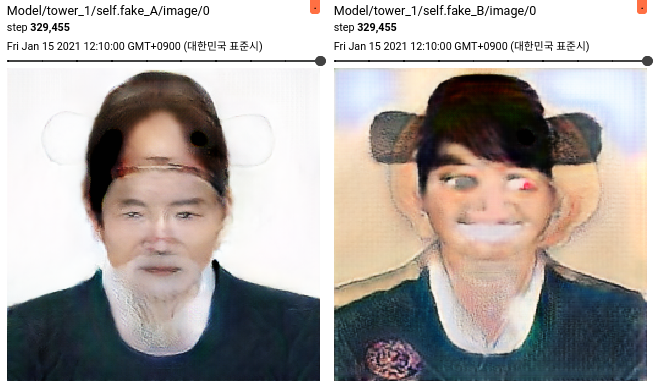 Model/tower_1/self.fake_A/image/0
step 329,455
Fri Jan 15 2021 12:10:00 GMT+0900 (대한민국 표준시)
Model/tower_1/self.fake_B/image/0
step 329,455
Fri Jan 15 2021 12:10:00 GMT+0900 (대한민국 표준시)